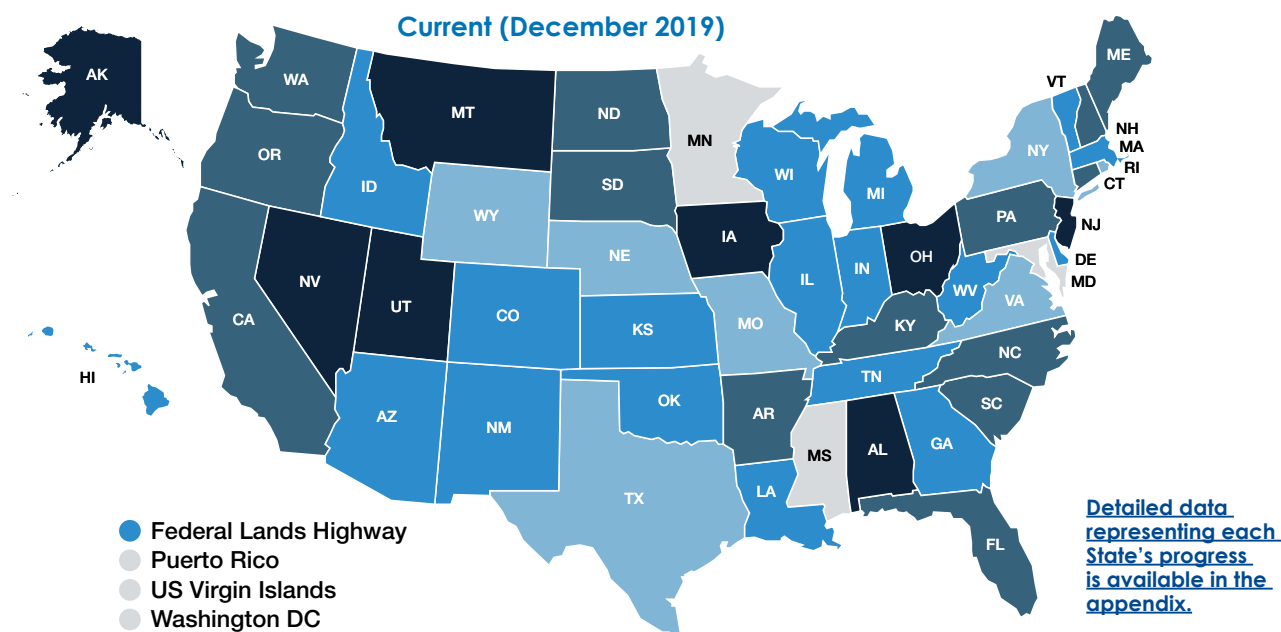 Current (December 2019)
AK
WA
MT
ND
MN
VT
ME
OR
ID
SD
WI
MI
NY
NH
MA
RI
CT
WY
IA
PA
NJ
NV
UT
NE
IL
IN
OH
DE
MD
CA
CO
KS
MO
WV
VA
KY
HI
AZ
NM
OK
AR
TN
NC
SC
MS
AL
GA
TX
LA
FL
Federal Lands Highway
Puerto Rico
US Virgin Islands
Washington DC
Detailed data
representing each
State’s progress
is available in the
appendix.